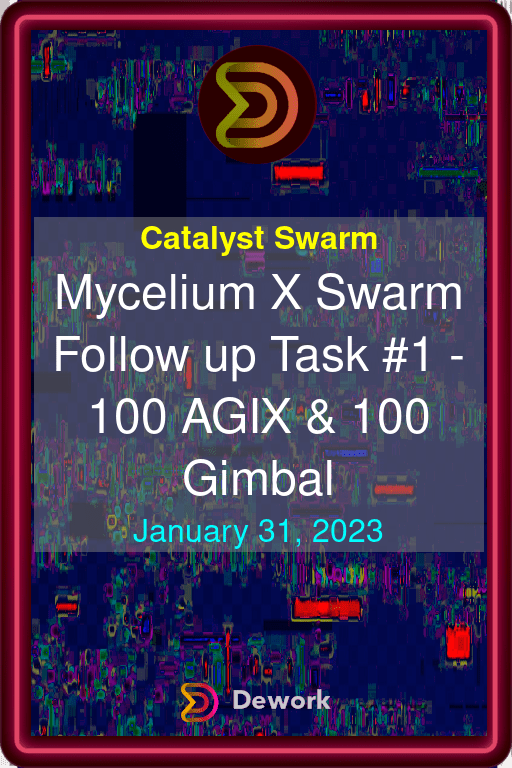 Catalyst Swarm
Mycelium X Swarm
Follow up Task #1 -
100 AGIX & 100
Gimbal
January 31, 2023
Dework